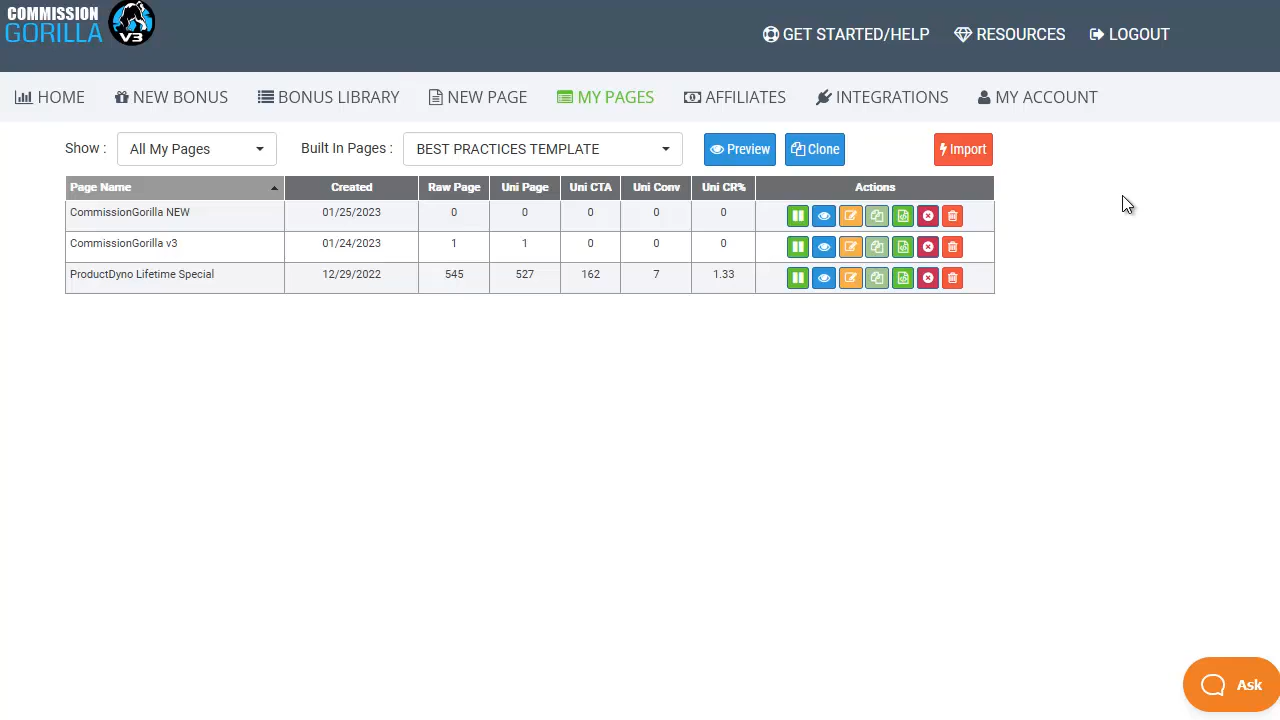 COMMISSION
GORILLA
V3
GET STARTED/HELP RESOURCES LOGOUT
HOME NEW BONUS BONUS LIBRARY NEW PAGE MY PAGES AFFILIATES INTEGRATIONS MY ACCOUNT
Show : All My Pages Built In Pages : BEST PRACTICES TEMPLATE Preview Clone Import
Page Name Created Raw Page Uni Page Uni CTA Uni Conv Uni CR% Actions
CommissionGorilla NEW 01/25/2023 0 0 0 0 0
CommissionGorilla v3 01/24/2023 1 1 0 0 0
ProductDyno Lifetime Special 12/29/2022 545 527 162 7 1.33
Ask